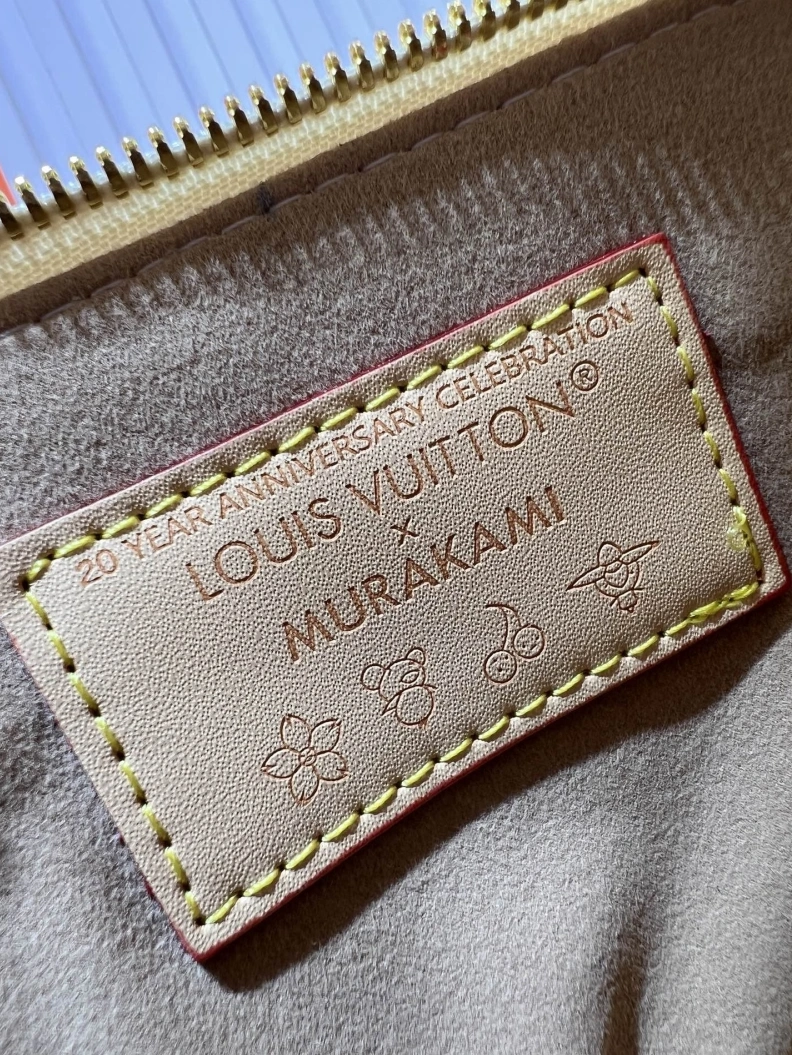 20 YEAR ANNIVERSARY CELEBRATION
LOUIS VUITTON®
×
MURAKAMI